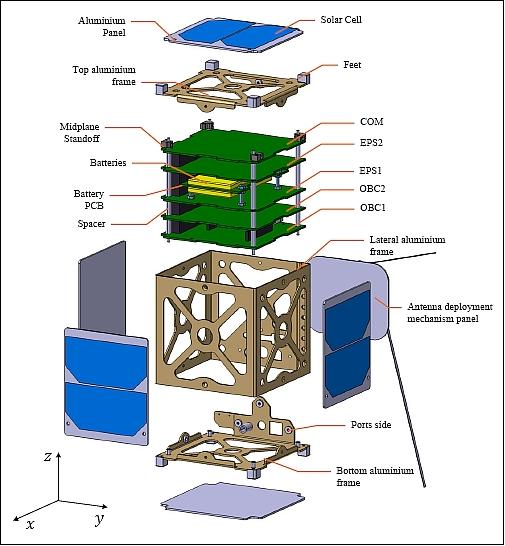 Aluminium
Panel
Solar Cell
Top aluminium
frame
Feet
Midplane
Standoff
COM
EPS2
Batteries
EPS1
Battery
PCB
OBC2
Spacer
OBC1
Lateral aluminium
frame
Antenna deployment
mechanism panel
Ports side
Bottom aluminium
frame
z
x
y